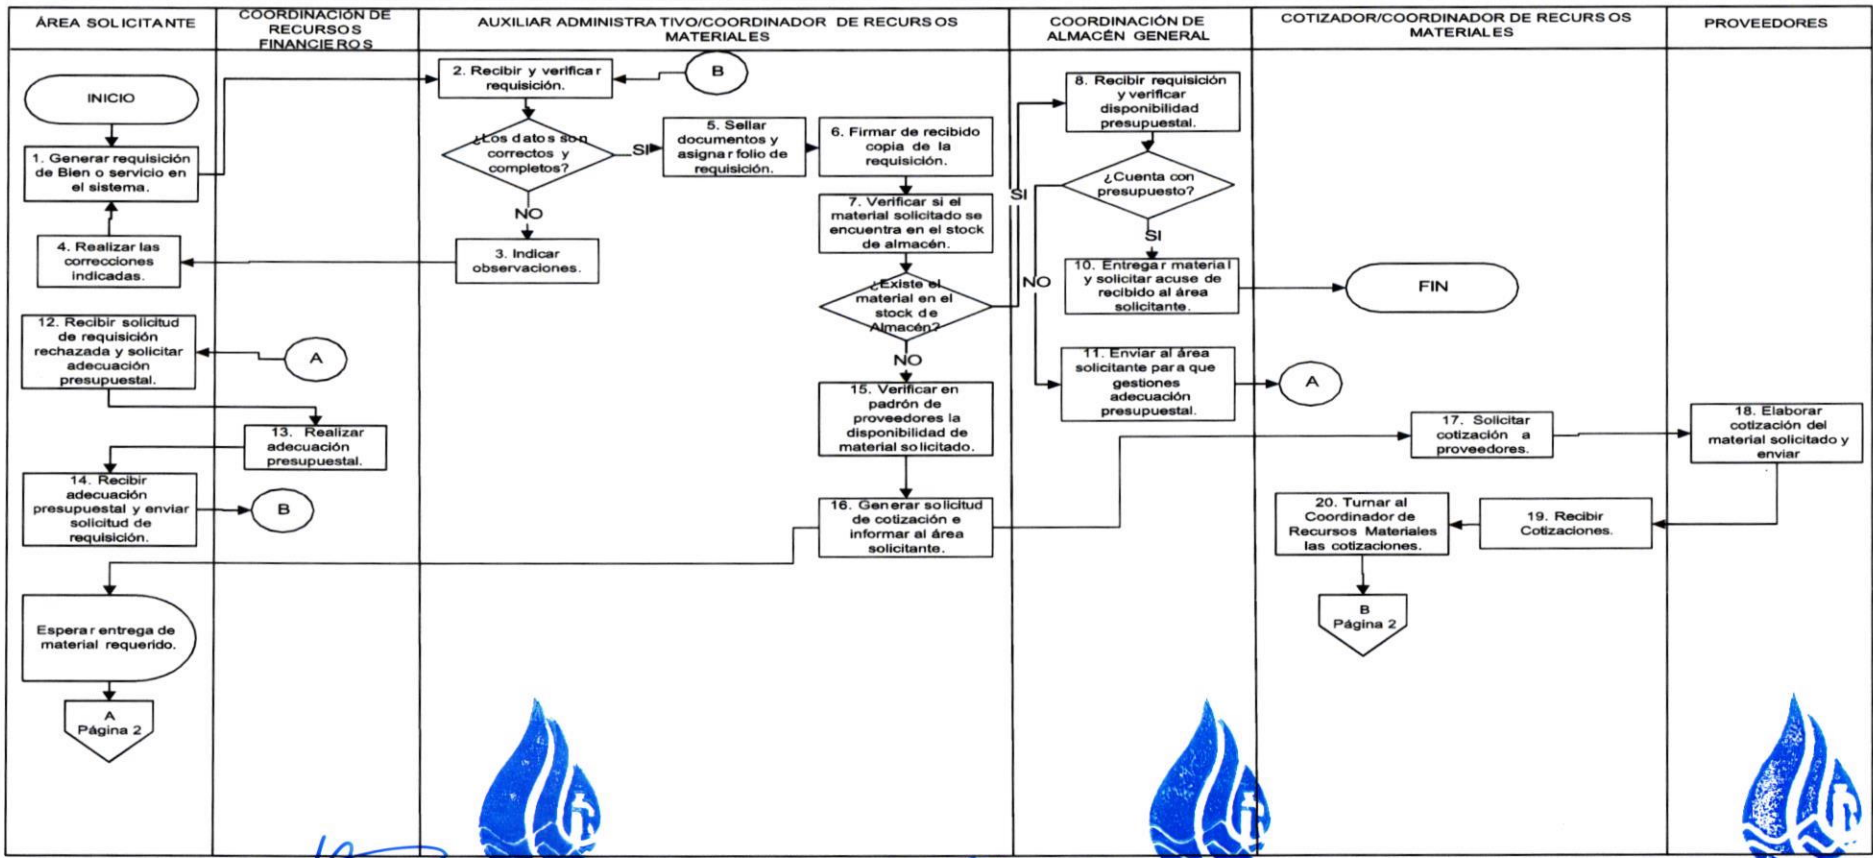 ÁREA SOLICITANTE
COORDINACIÓN DE
RECURSOS
FINANCIEROS
AUXILIAR ADMINISTRATIVO/COORDINADOR DE RECURSOS
MATERIALES
COORDINACIÓN DE
ALMACÉN GENERAL
COTIZADOR/COORDINADOR DE RECURSOS
MATERIALES
PROVEEDORES
INICIO
1. Generar requisición
de Bien o servicio en
el sistema.
2. Recibir y verificar
requisición.
B
¿Los datos son
correctos y
completos?
SI
NO
3. Indicar
observaciones.
4. Realizar las
correcciones
indicadas.
5. Sellar
documentos y
asignar folio de
requisición.
6. Firmar de recibido
copia de la
requisición.
7. Verificar si el
material solicitado se
encuentra en el stock
de almacén.
¿Existe el
material en el
stock de
Almacén?
SI
NO
8. Recibir requisición
y verificar
disponibilidad
presupuestal.
¿Cuenta con
presupuesto?
SI
NO
10. Entregar material
y solicitar acuse de
recibido al área
solicitante.
FIN
11. Enviar al área
solicitante para que
gestiones
adecuación
presupuestal.
A
12. Recibir solicitud
de requisición
rechazada y solicitar
adecuación
presupuestal.
A
13. Realizar
adecuación
presupuestal.
14. Recibir
adecuación
presupuestal y enviar
solicitud de
requisición.
B
15. Verificar en
padrón de
proveedores la
disponibilidad de
material solicitado.
16. Generar solicitud
de cotización e
informar al área
solicitante.
17. Solicitar
cotización a
proveedores.
18. Elaborar
cotización del
material solicitado y
enviar
19. Recibir
Cotizaciones.
20. Turnar al
Coordinador de
Recursos Materiales
las cotizaciones.
B
Página 2
Esperar entrega de
material requerido.
A
Página 2